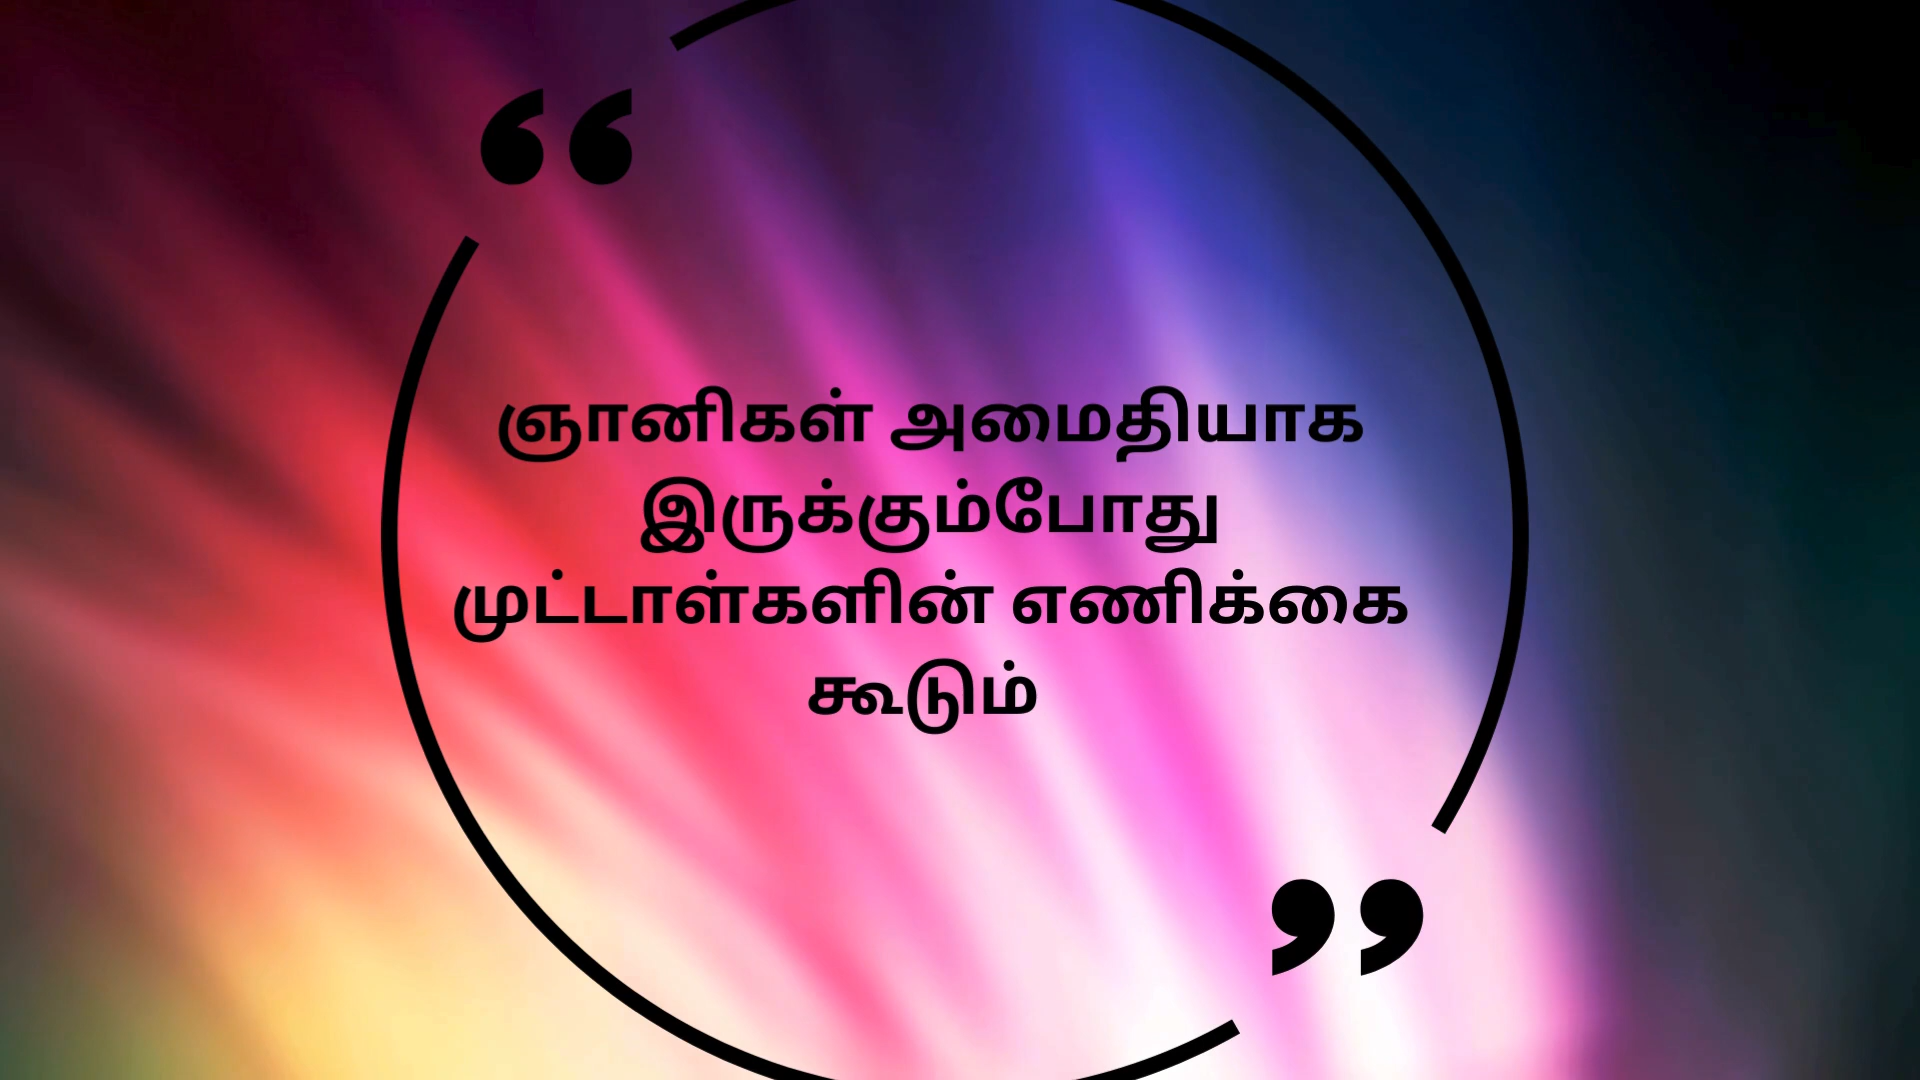 ஞானிகள் அமைதியாக
இருக்கும்போது
முட்டாள்களின் எணிக்கை
கூடும்